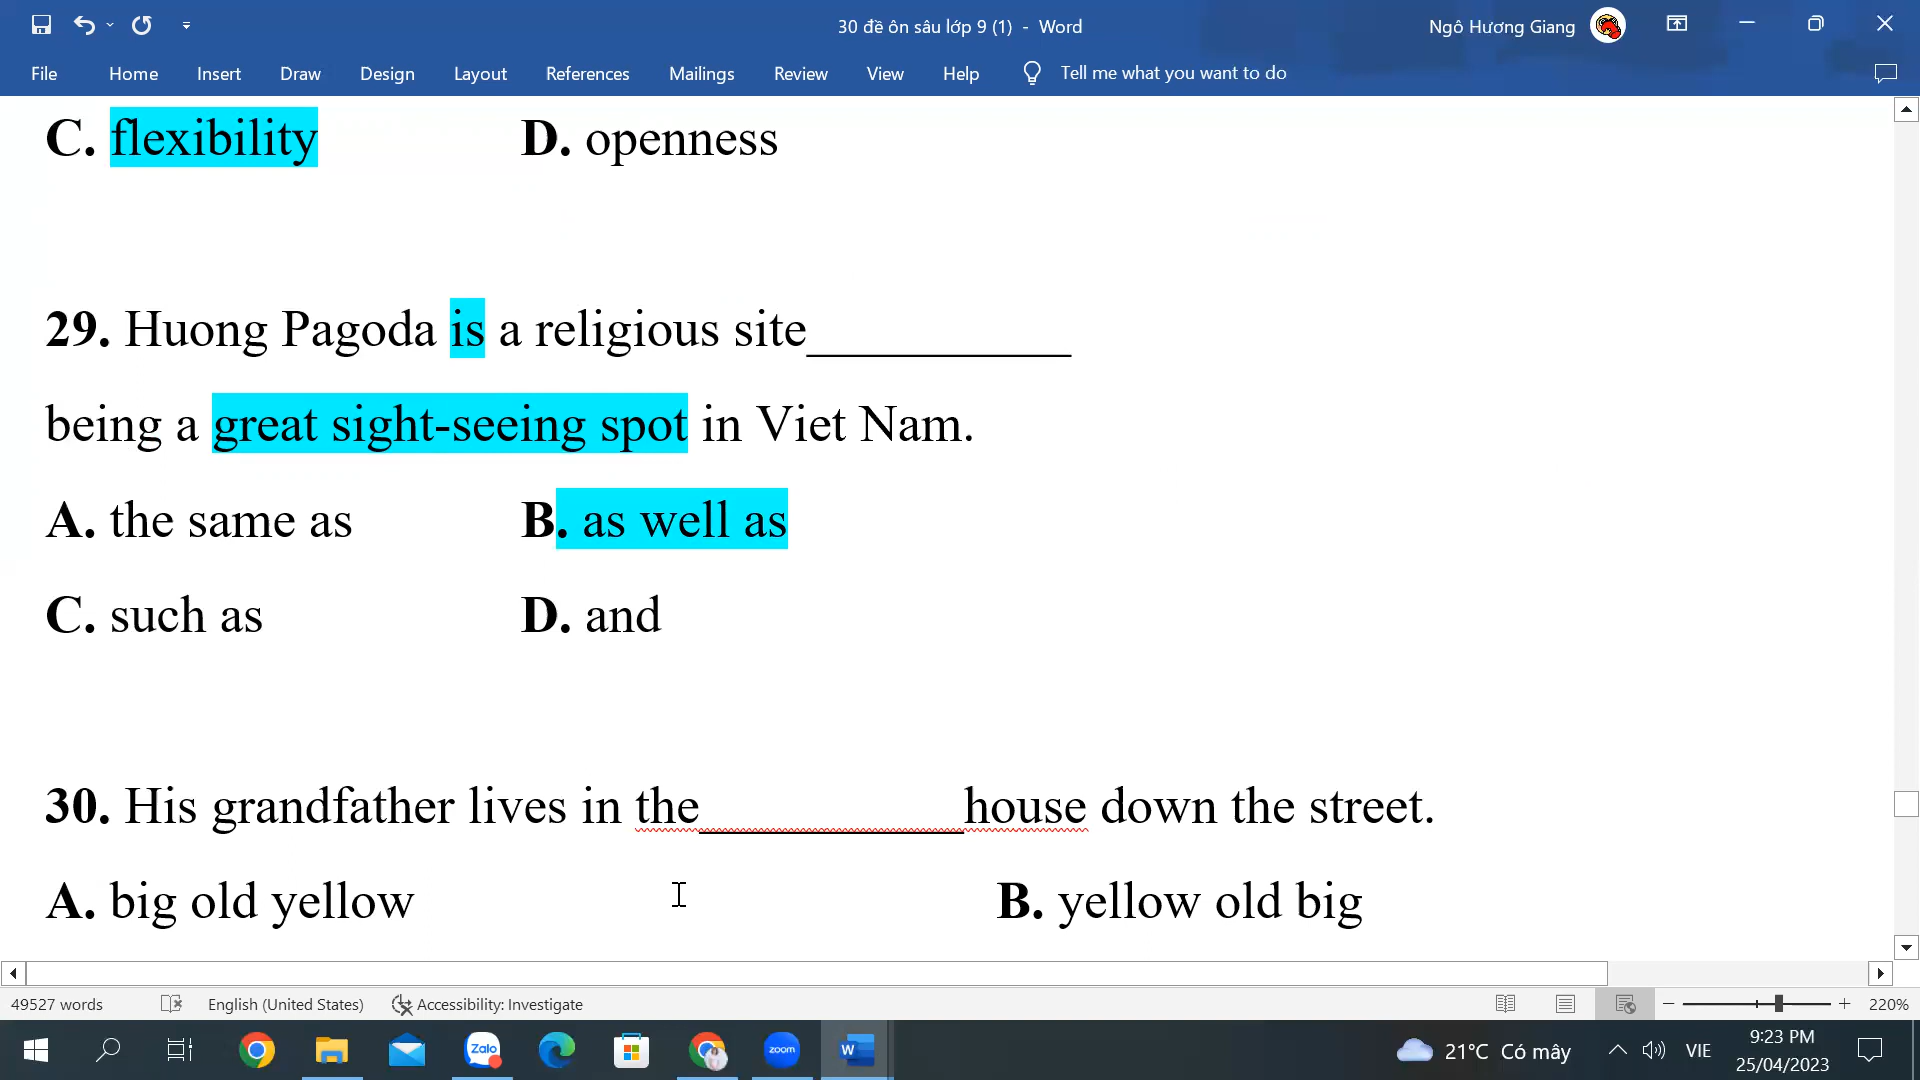 30 đề ôn sâu lớp 9 (1) - Word
Ngô Hương Giang
File Home Insert Draw Design Layout References Mailings Review View Help Tell me what you want to do
C. flexibility D. openness
29. Huong Pagoda is a religious site____________
being a great sight-seeing spot in Viet Nam.
A. the same as B. as well as
C. such as D. and
30. His grandfather lives in the____________house down the street.
A. big old yellow B. yellow old big
49527 words English (United States) Accessibility: Investigate 220%
Zalo zoom W 21°C Có mây VIE 9:23 PM
25/04/2023